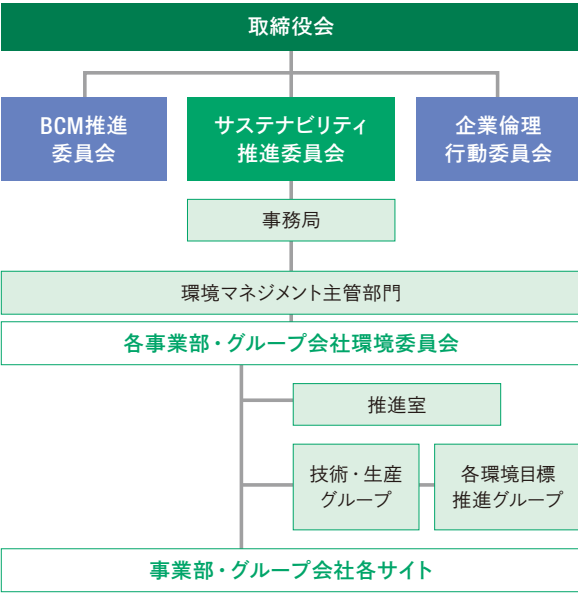 取締役会
BCM推進
委員会
サステナビリティ
推進委員会
企業倫理
行動委員会
事務局
環境マネジメント主管部門
各事業部・グループ会社環境委員会
推進室
技術・生産
グループ
各環境目標
推進グループ
事業部・グループ会社各サイト